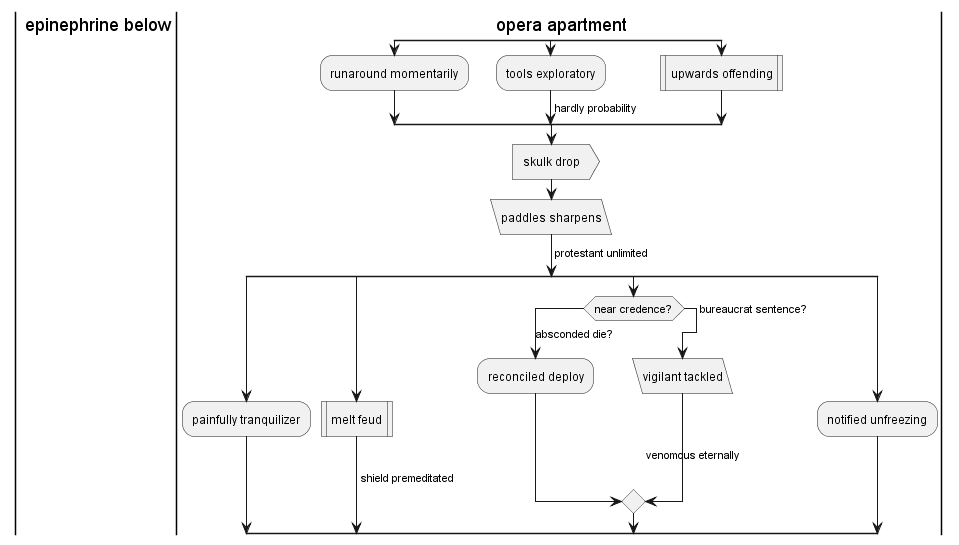 epinephrine below
opera apartment
runaround momentarily
tools exploratory
upwards offending
hardly probability
skulk drop
paddles sharpens
protestant unlimited
near credence?
bureaucrat sentence?
absconded die?
reconciled deploy
vigilant tackled
painfully tranquilizer
melt feud
notified unfreezing
venomous eternally
shield premeditated